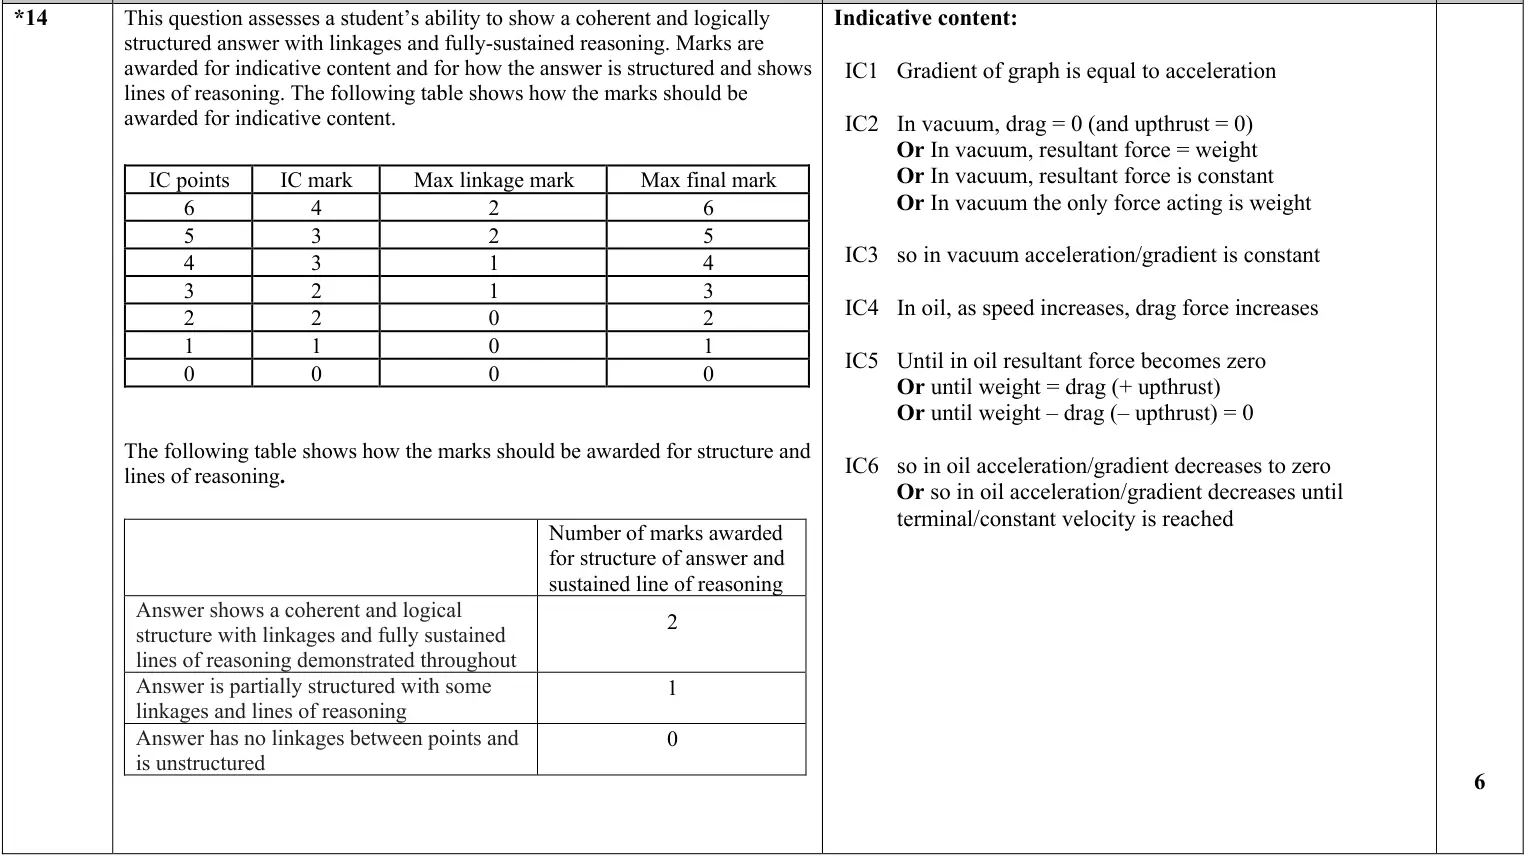 *14
This question assesses a student’s ability to show a coherent and logically
structured answer with linkages and fully-sustained reasoning. Marks are
awarded for indicative content and for how the answer is structured and shows
lines of reasoning. The following table shows how the marks should be
awarded for indicative content.
IC points IC mark Max linkage mark Max final mark
6 4 2 6
5 3 2 5
4 3 1 4
3 2 1 3
2 2 0 2
1 1 0 1
0 0 0 0
The following table shows how the marks should be awarded for structure and
lines of reasoning.
Number of marks awarded
for structure of answer and
sustained line of reasoning
Answer shows a coherent and logical
structure with linkages and fully sustained
lines of reasoning demonstrated throughout
2
Answer is partially structured with some
linkages and lines of reasoning
1
Answer has no linkages between points and
is unstructured
0
Indicative content:
IC1 Gradient of graph is equal to acceleration
IC2 In vacuum, drag = 0 (and upthrust = 0)
Or In vacuum, resultant force = weight
Or In vacuum, resultant force is constant
Or In vacuum the only force acting is weight
IC3 so in vacuum acceleration/gradient is constant
IC4 In oil, as speed increases, drag force increases
IC5 Until in oil resultant force becomes zero
Or until weight = drag (+ upthrust)
Or until weight – drag (– upthrust) = 0
IC6 so in oil acceleration/gradient decreases to zero
Or so in oil acceleration/gradient decreases until
terminal/constant velocity is reached
6